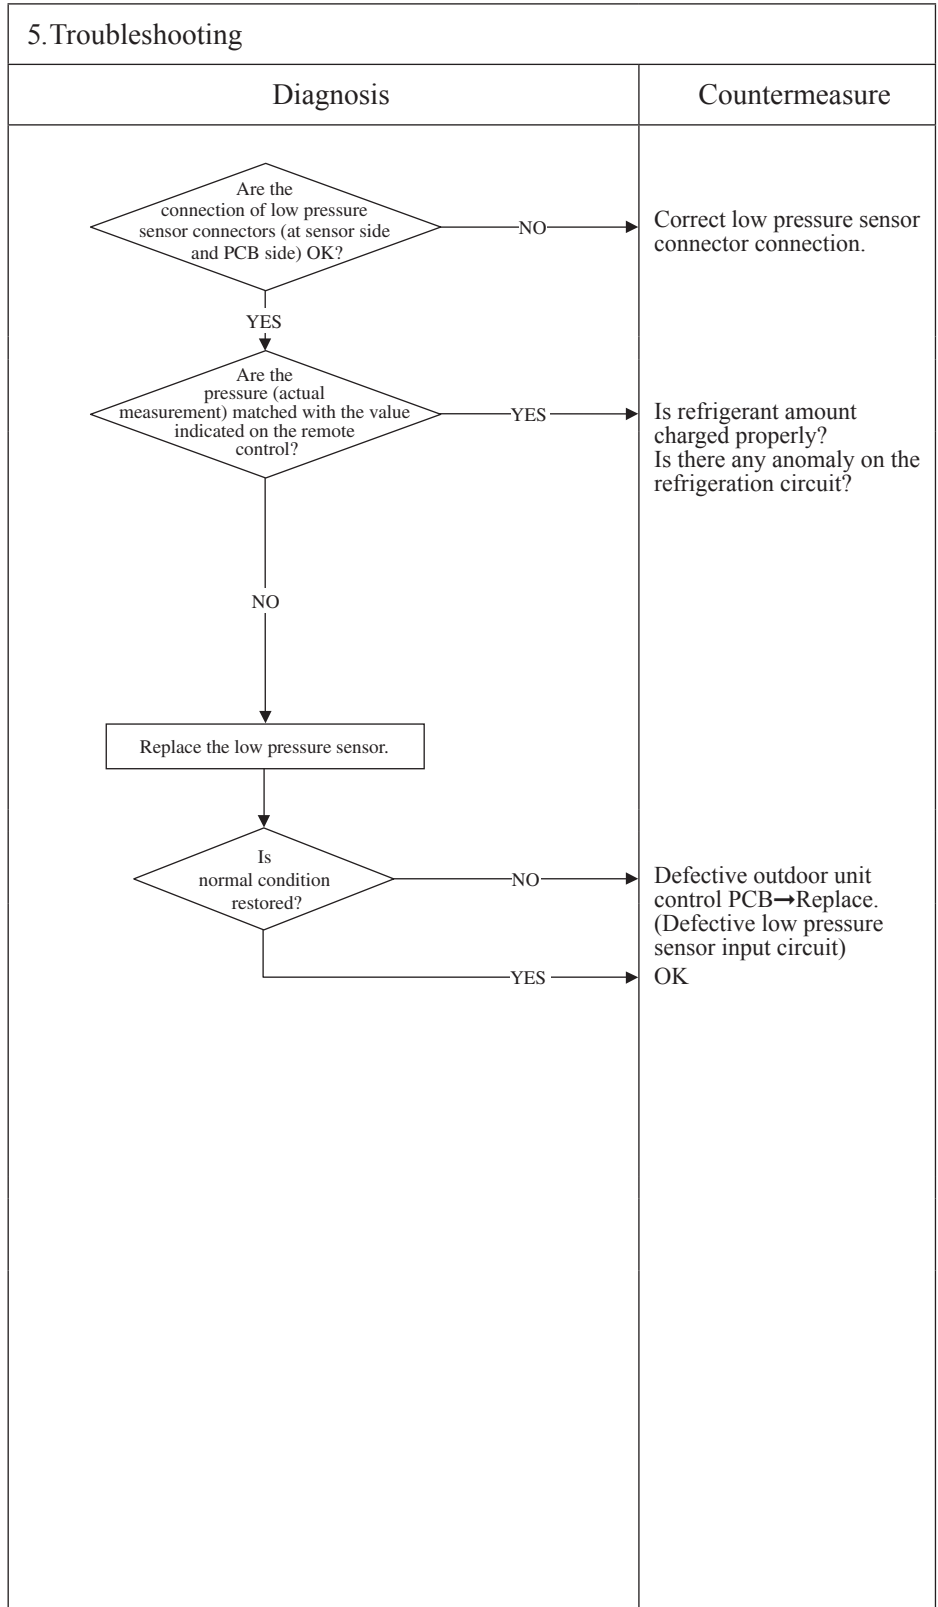 5.Troubleshooting
Diagnosis
Countermeasure
Are the
connection of low pressure
sensor connectors (at sensor side
and PCB side) OK?
NO
Correct low pressure sensor
connector connection.
YES
Are the
pressure (actual
measurement) matched with the value
indicated on the remote
control?
YES
Is refrigerant amount
charged properly?
Is there any anomaly on the
refrigeration circuit?
NO
Replace the low pressure sensor.
Is
normal condition
restored?
NO
Defective outdoor unit
control PCB→Replace.
(Defective low pressure
sensor input circuit)
YES
OK